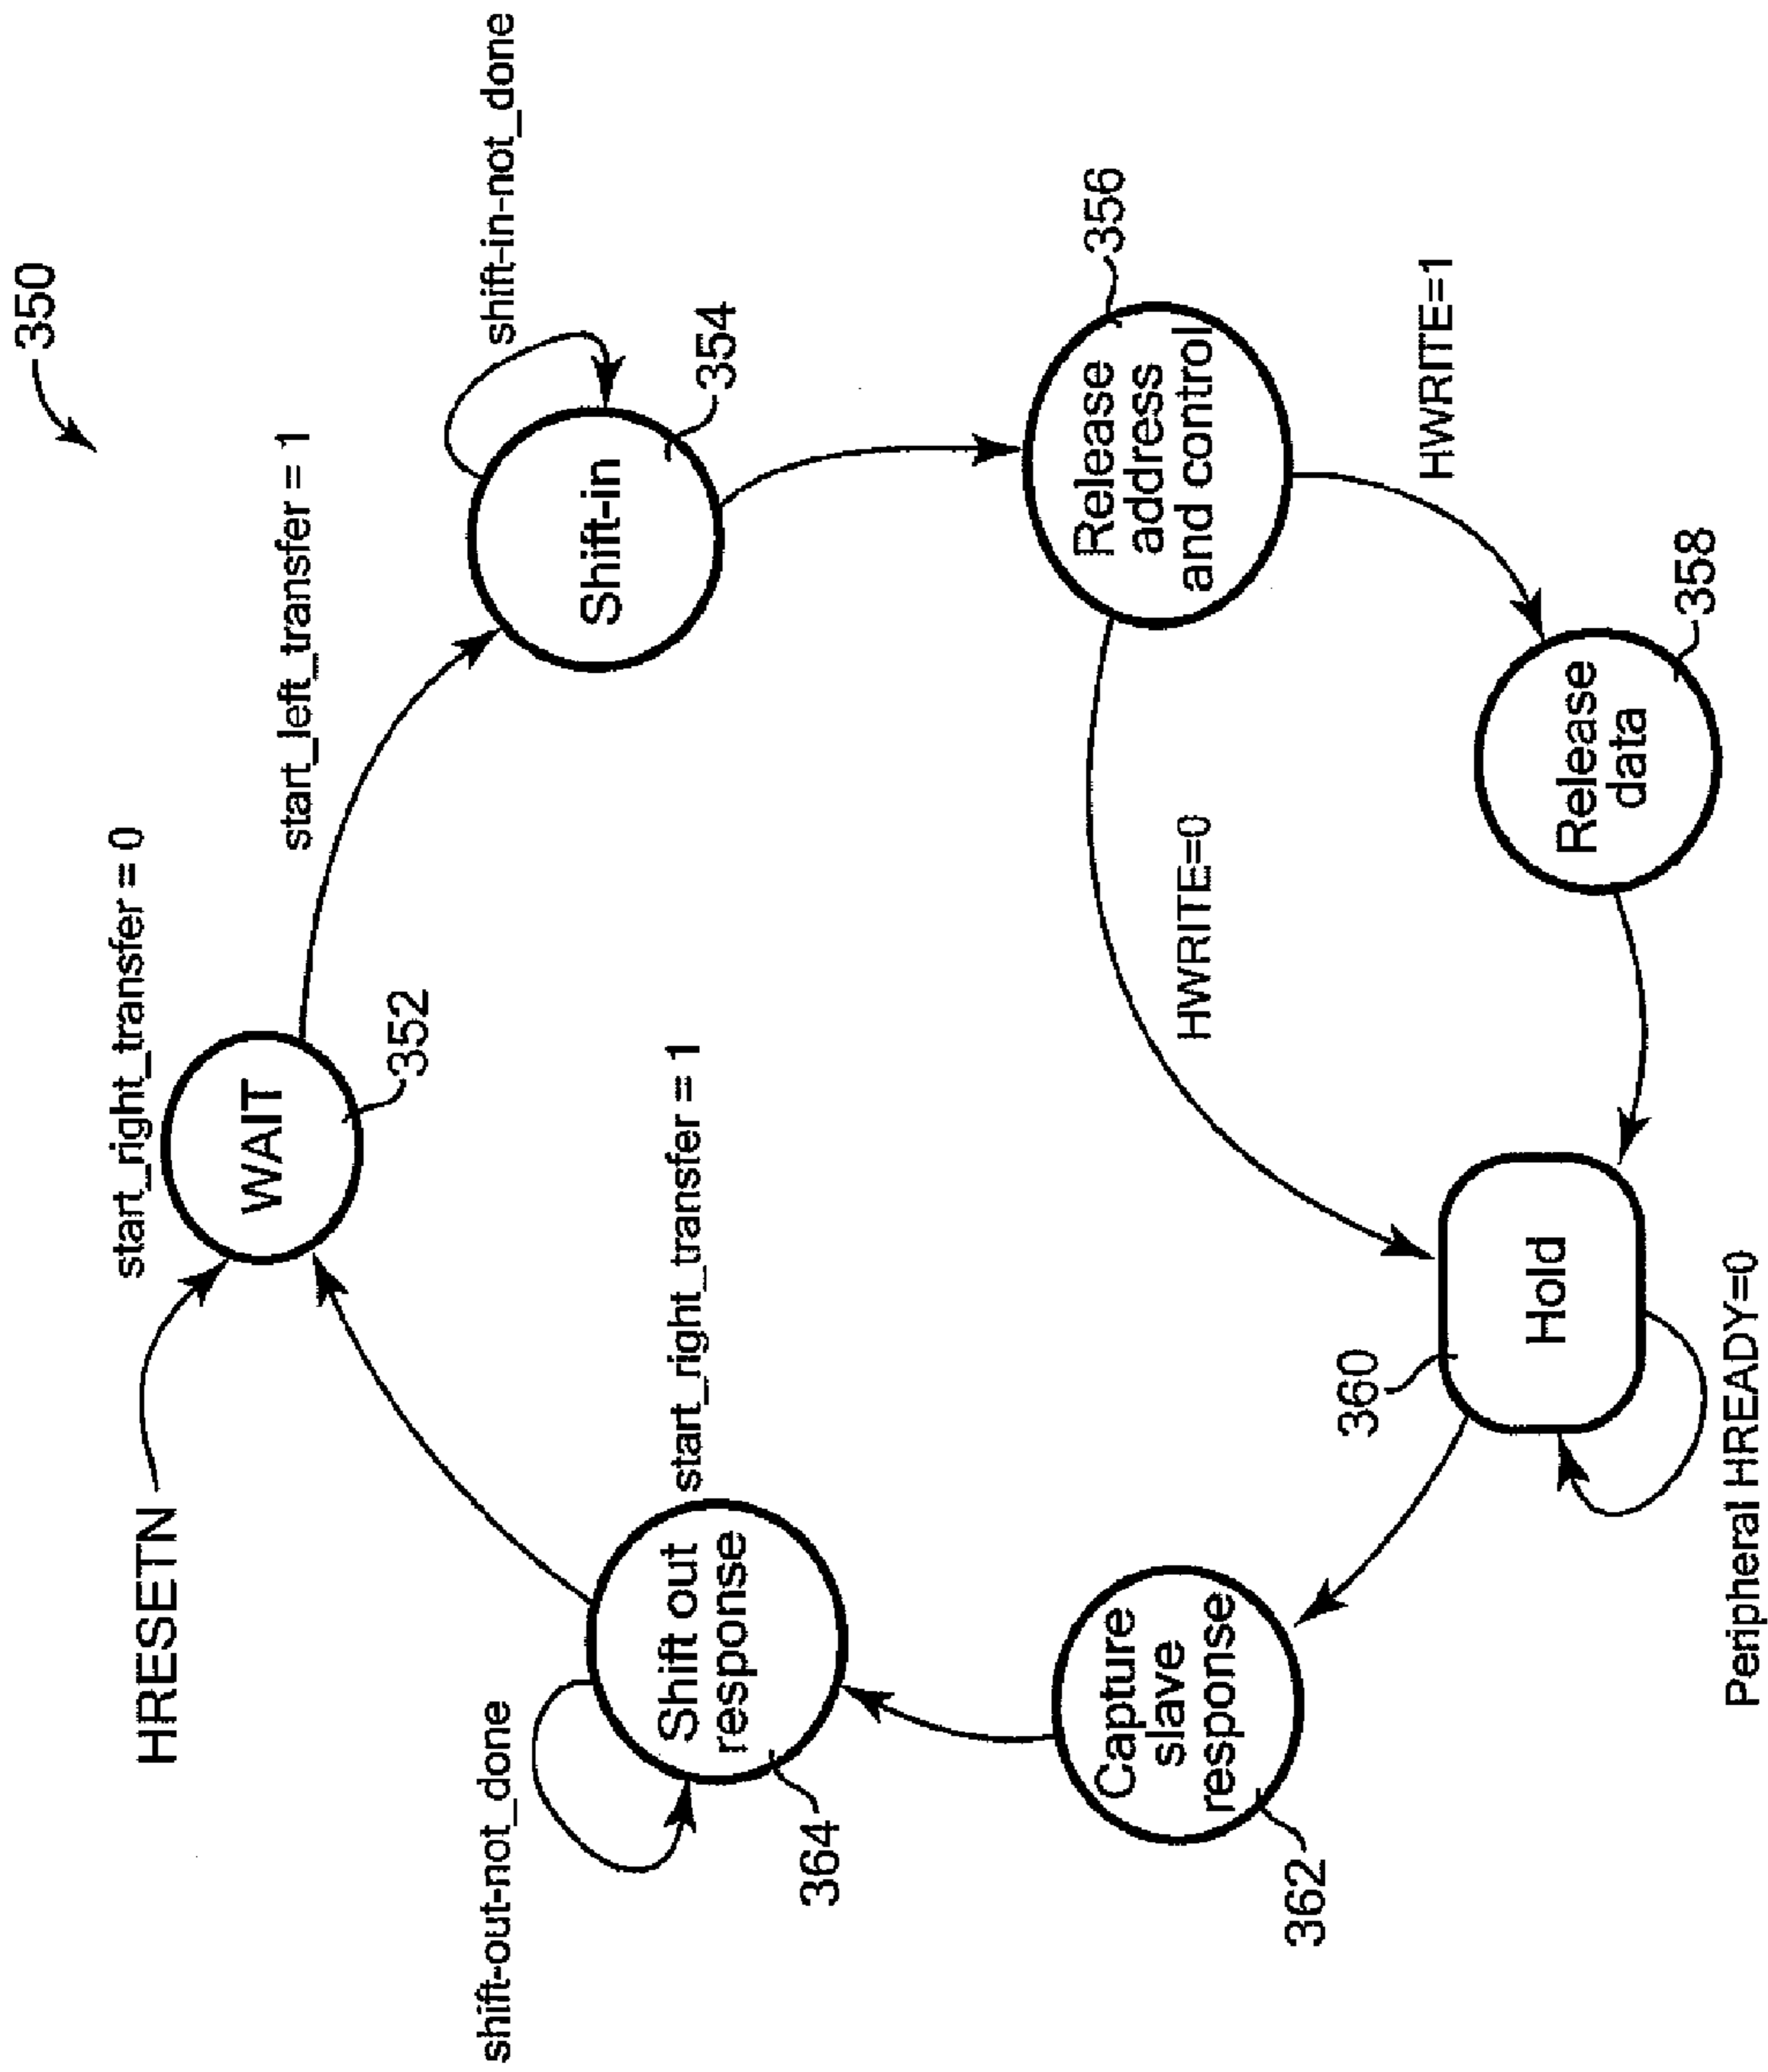 350
HRESETN
start_right_transfer = 0
WAIT
352
start_left_transfer = 1
shift-in-not_done
Shift-in
354
Release
address
and control
356
HWRITE=1
HWRITE=0
Release
data
358
Hold
360
Peripheral HREADY=0
Capture
slave
response
362
Shift out
response
364
start_right_transfer = 1
shift-out-not_done